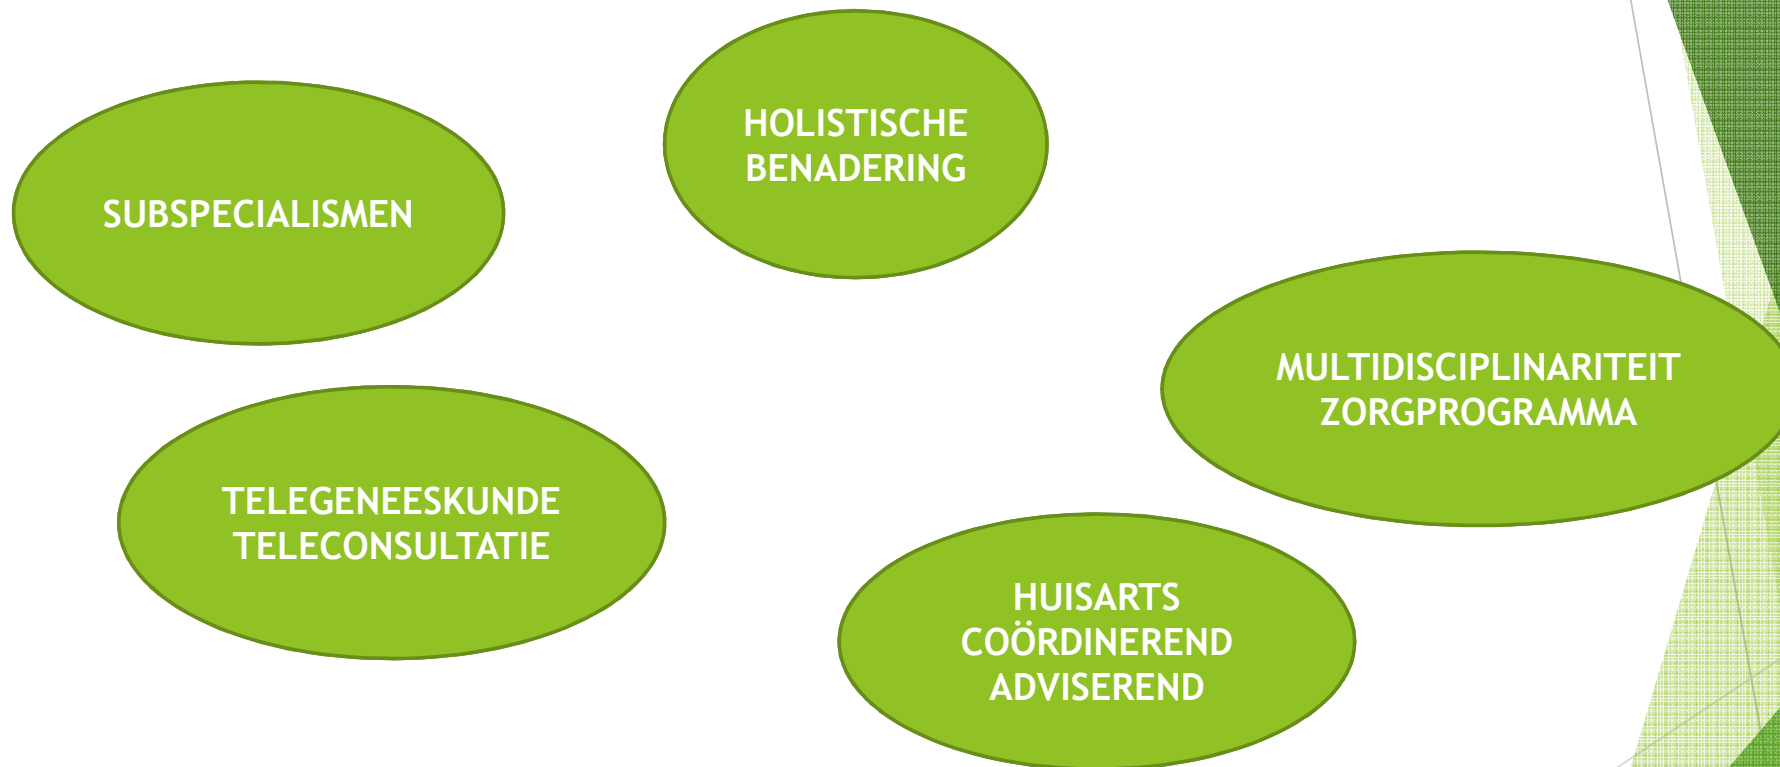 HOLISTISCHE
BENADERING
SUBSPECIALISMEN
MULTIDISCIPLINARITEIT
ZORGPROGRAMMA
TELEGENEESKUNDE
TELECONSULTATIE
HUISARTS
COÖRDINEREND
ADVISEREND